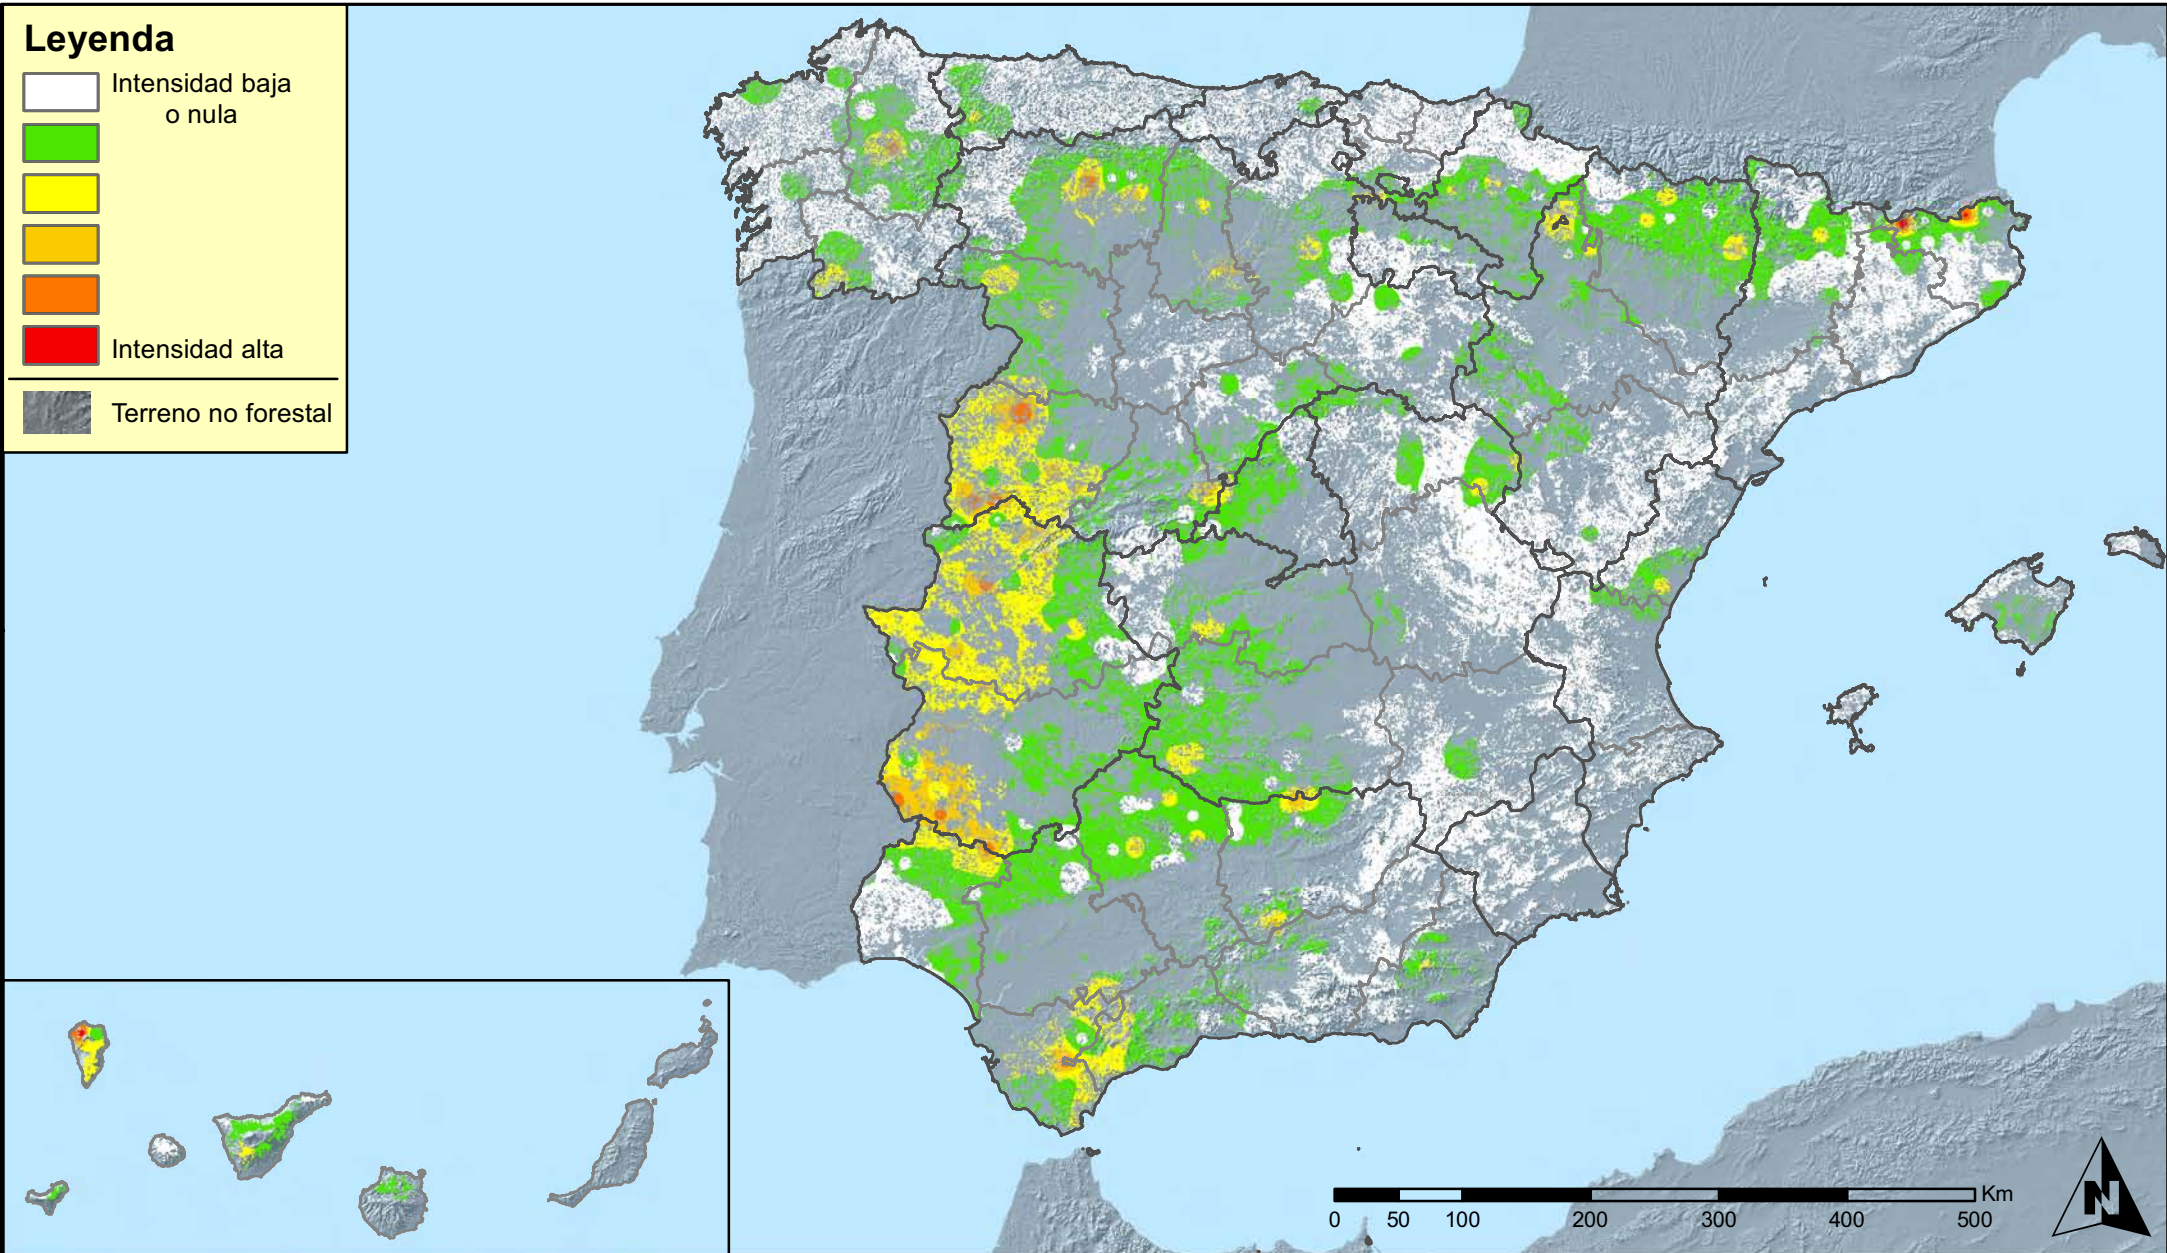 Leyenda
Intensidad baja
o nula
Intensidad alta
Terreno no forestal
Km
0 50 100 200 300 400 500
N